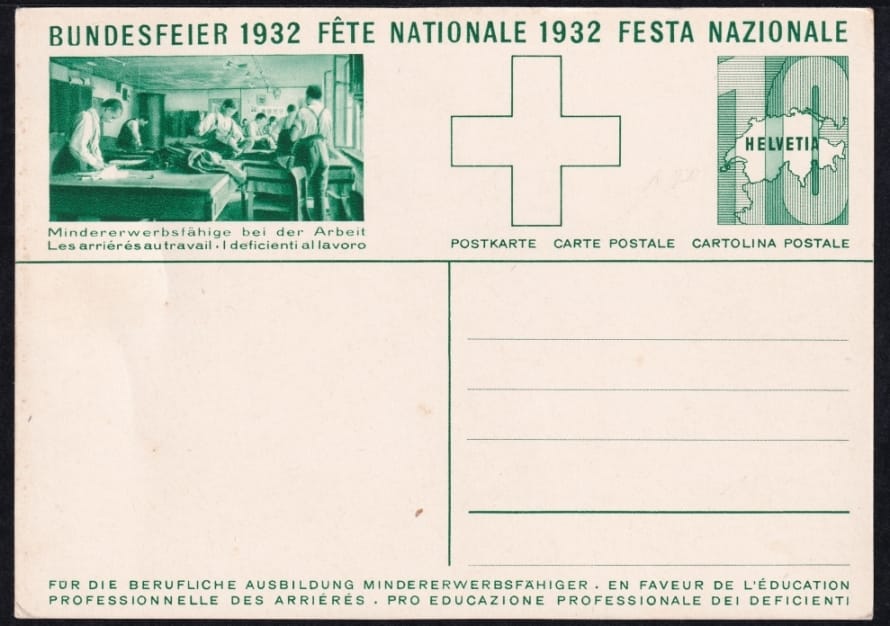 BUNDESFEIER 1932 FÊTE NATIONALE 1932 FESTA NAZIONALE
Mindererwerbsfähige bei der Arbeit
Les arriérés au travail · I deficienti al lavoro
10
HELVETIA
POSTKARTE CARTE POSTALE CARTOLINA POSTALE
FÜR DIE BERUFLICHE AUSBILDUNG MINDERERWERBSFÄHIGER · EN FAVEUR DE L'ÉDUCATION
PROFESSIONNELLE DES ARRIÉRÉS · PRO EDUCAZIONE PROFESSIONALE DEI DEFICIENTI